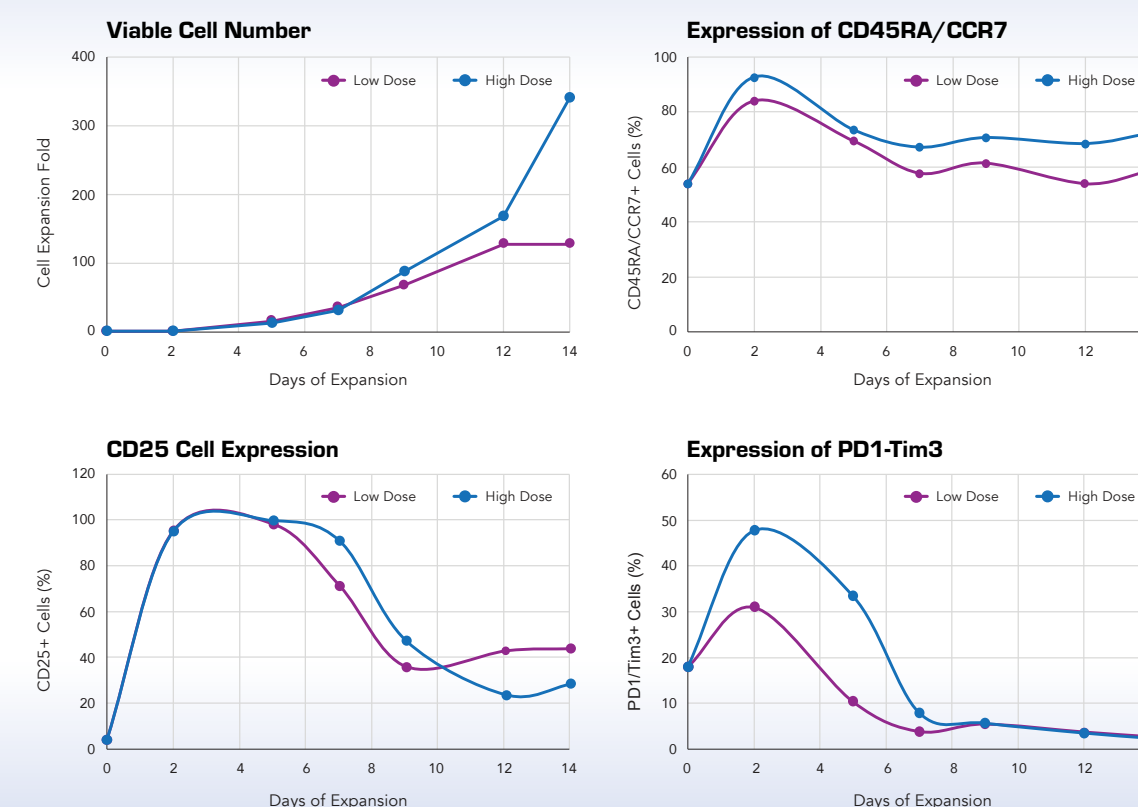 Viable Cell Number
400
300
200
100
0
Cell Expansion Fold
Low Dose
High Dose
0 2 4 6 8 10 12 14
Days of Expansion
Expression of CD45RA/CCR7
100
80
60
40
20
0
CD45RA/CCR7+ Cells (%)
Low Dose
High Dose
0 2 4 6 8 10 12
Days of Expansion
CD25 Cell Expression
120
100
80
60
40
20
0
CD25+ Cells (%)
Low Dose
High Dose
0 2 4 6 8 10 12 14
Days of Expansion
Expression of PD1-Tim3
60
50
40
30
20
10
0
PD1/Tim3+ Cells (%)
Low Dose
High Dose
0 2 4 6 8 10 12
Days of Expansion